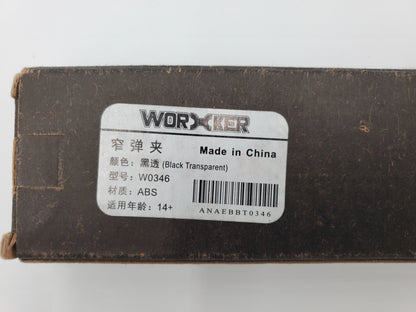 WORKER
窄弹夹
Made in China
颜色：黑透 (Black Transparent)
型号：W0346
材质：ABS
适用年龄：14+
ANAEBBT0346